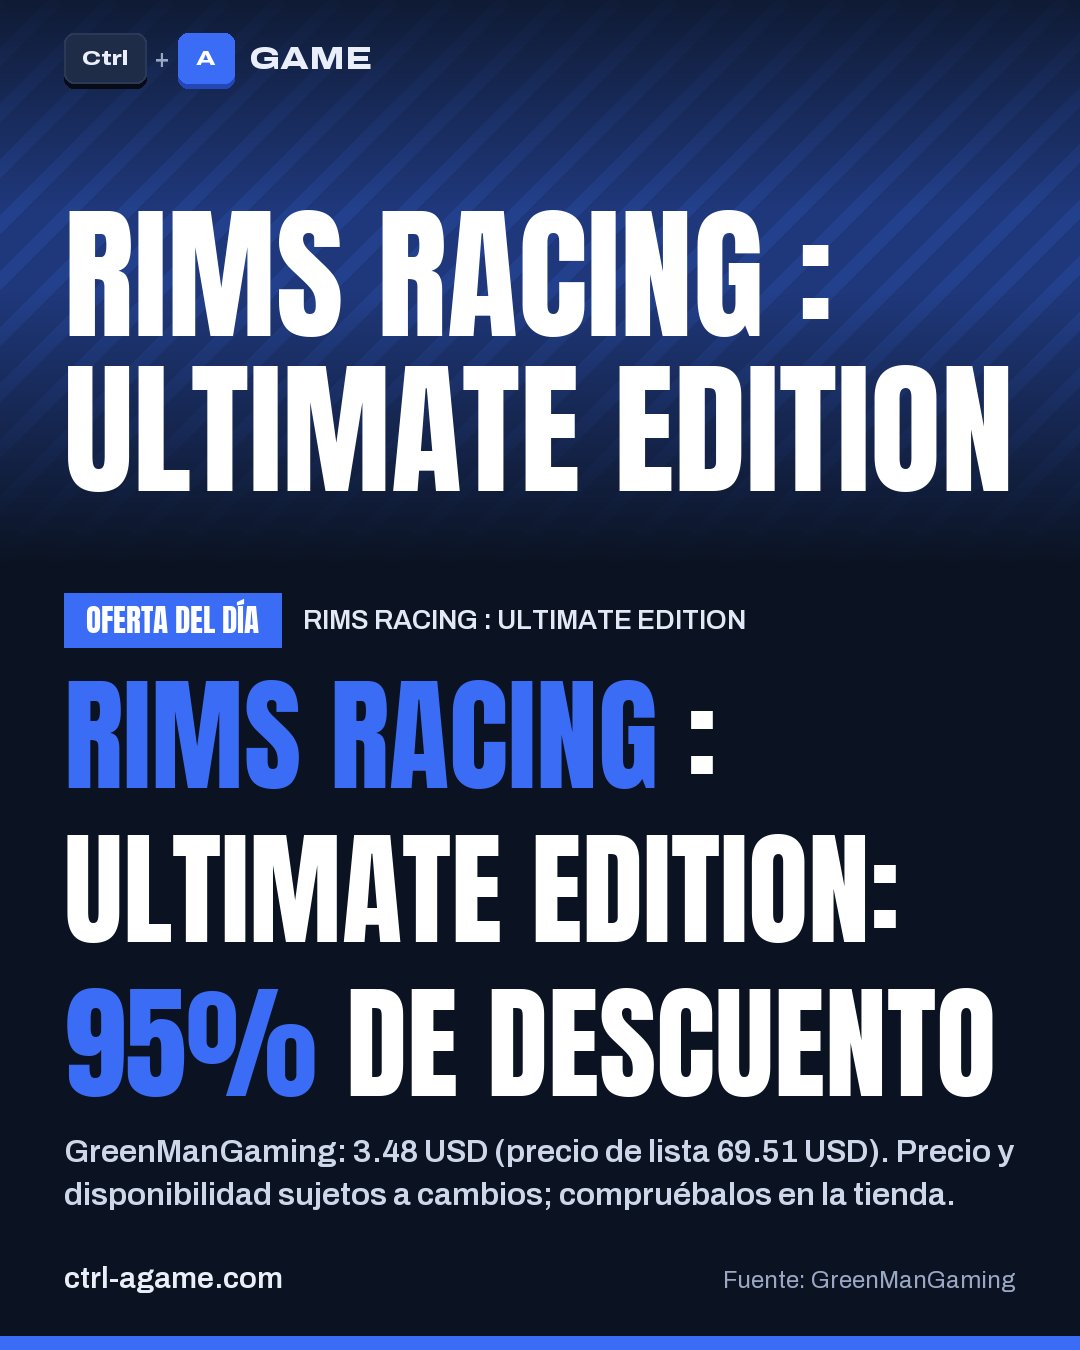 Ctrl + A GAME
RIMS RACING :
ULTIMATE EDITION
OFERTA DEL DÍA RIMS RACING : ULTIMATE EDITION
RIMS RACING :
ULTIMATE EDITION:
95% DE DESCUENTO
GreenManGaming: 3.48 USD (precio de lista 69.51 USD). Precio y
disponibilidad sujetos a cambios; compruébalos en la tienda.
ctrl-agame.com Fuente: GreenManGaming